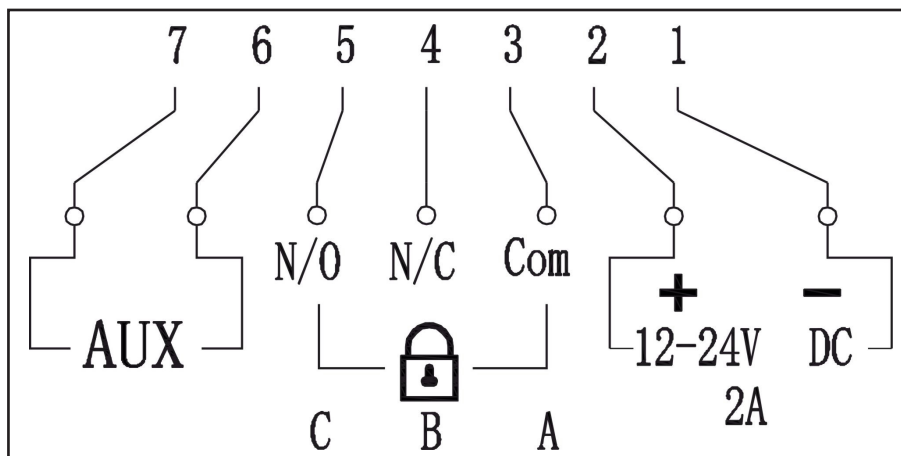 7 6 5 4 3 2 1
N/O N/C Com
+ −
AUX 12-24V DC
2A
C B A